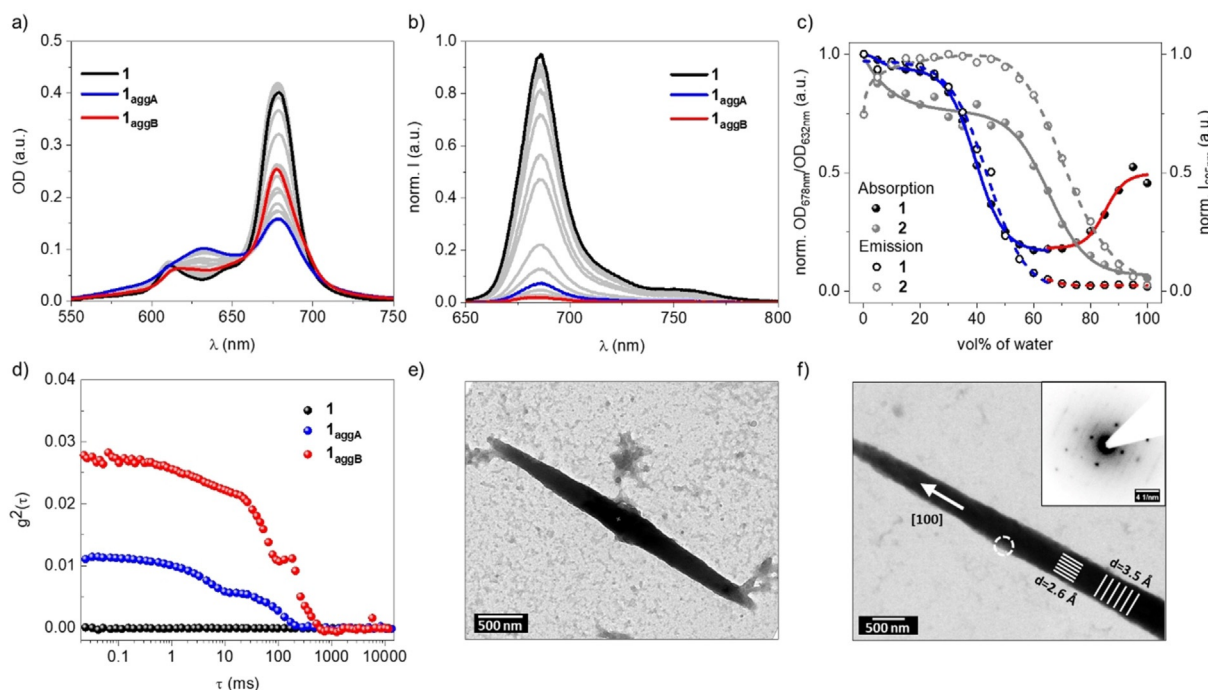 a)
OD (a.u.)
0.5
0.4
0.3
0.2
0.1
0.0
1
1aggA
1aggB
550 600 650 700 750
λ (nm)
b)
norm. I (a.u.)
1.0
0.8
0.6
0.4
0.2
0.0
1
1aggA
1aggB
650 700 750 800
λ (nm)
c)
norm. OD678nm/OD632nm (a.u.)
1.0
0.5
0.0
Absorption
1
2
Emission
1
2
1.0
0.5
0.0
0 20 40 60 80 100
vol% of water
d)
g2(τ)
0.04
0.03
0.02
0.01
0.00
1
1aggA
1aggB
0.1 1 10 100 1000 10000
τ (ms)
e)
500 nm
f)
[100]
d=2.6 Å
d=3.5 Å
500 nm
4 1/nm